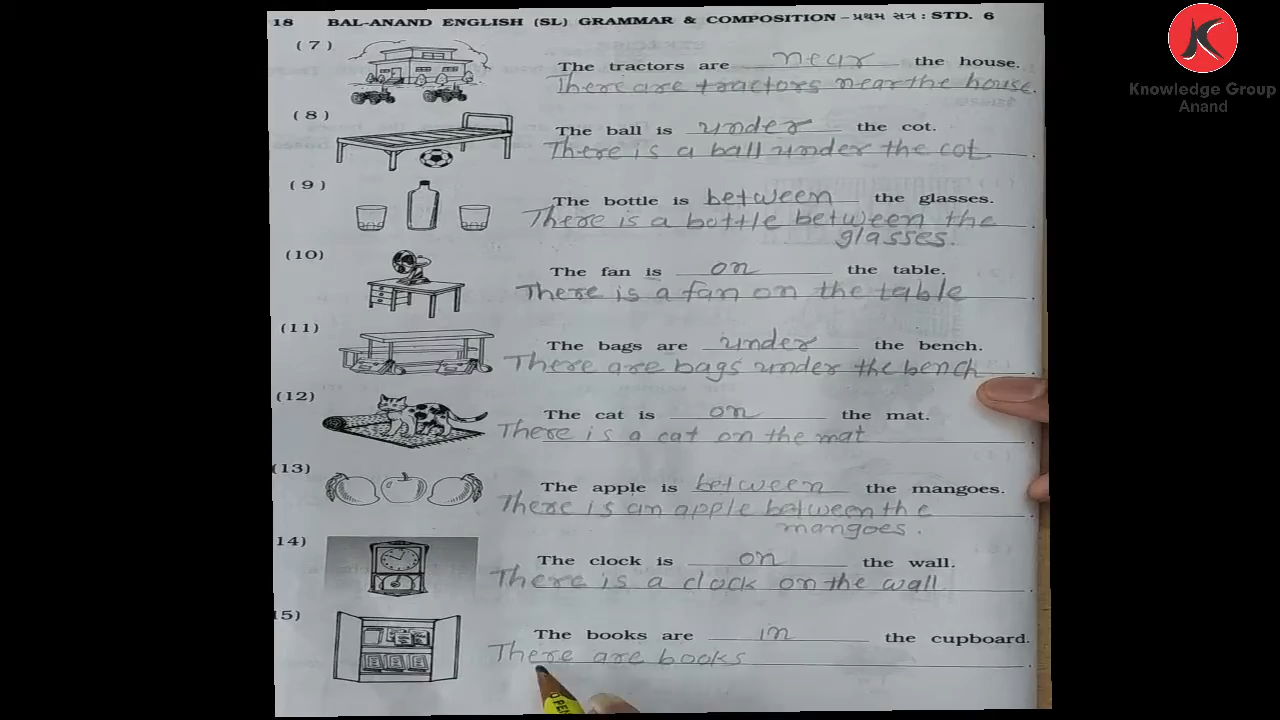 18 BAL-ANAND ENGLISH (SL) GRAMMAR & COMPOSITION – પ્રથમ સત્ર : STD. 6
Knowledge Group
Anand
(7)
The tractors are near the house.
There are tractors near the house.
(8)
The ball is under the cot.
There is a ball under the cot.
(9)
The bottle is between the glasses.
There is a bottle between the
glasses.
(10)
The fan is on the table.
There is a fan on the table.
(11)
The bags are under the bench.
There are bags under the bench.
(12)
The cat is on the mat.
There is a cat on the mat.
(13)
The apple is between the mangoes.
There is an apple between the.
mangoes.
14)
The clock is on the wall.
There is a clock on the wall.
15)
The books are in the cupboard.
There are books.